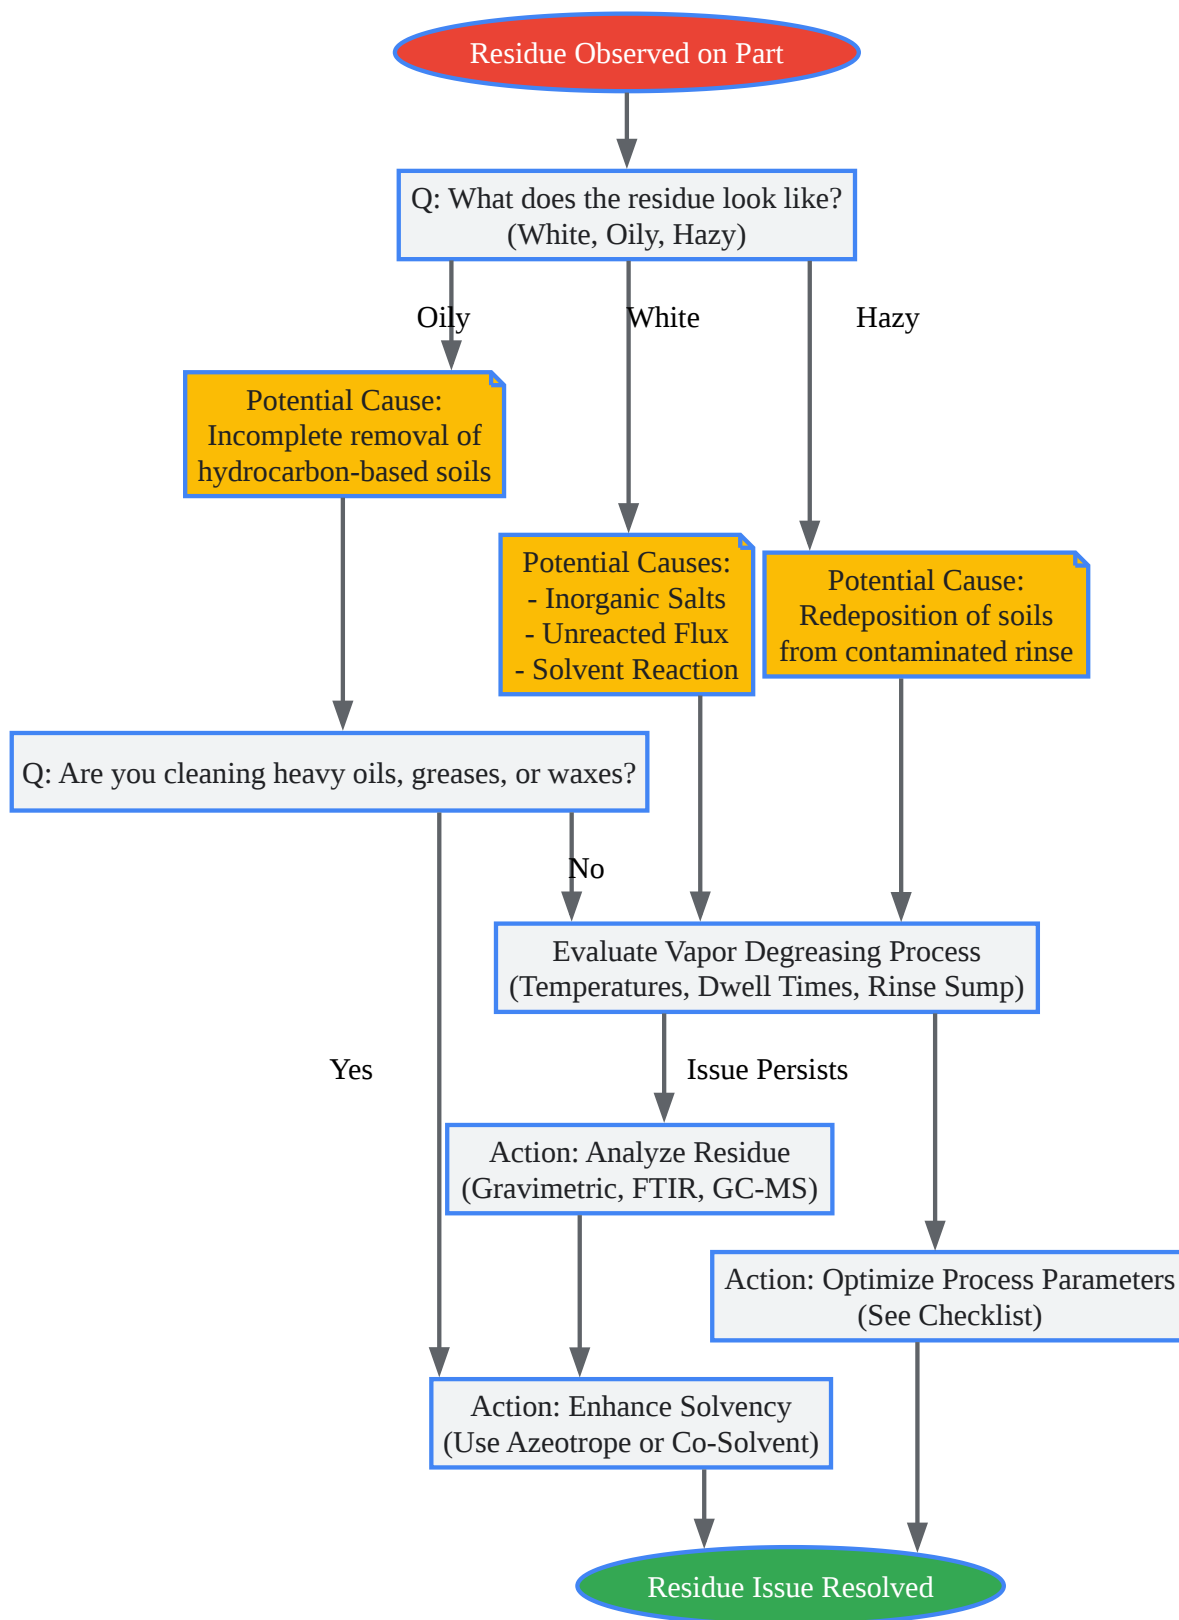 Residue Observed on Part
Q: What does the residue look like?
(White, Oily, Hazy)
Oily
White
Hazy
Potential Cause:
Incomplete removal of
hydrocarbon-based soils
Potential Causes:
- Inorganic Salts
- Unreacted Flux
- Solvent Reaction
Potential Cause:
Redeposition of soils
from contaminated rinse
Q: Are you cleaning heavy oils, greases, or waxes?
No
Evaluate Vapor Degreasing Process
(Temperatures, Dwell Times, Rinse Sump)
Yes
Issue Persists
Action: Analyze Residue
(Gravimetric, FTIR, GC-MS)
Action: Optimize Process Parameters
(See Checklist)
Action: Enhance Solvency
(Use Azeotrope or Co-Solvent)
Residue Issue Resolved